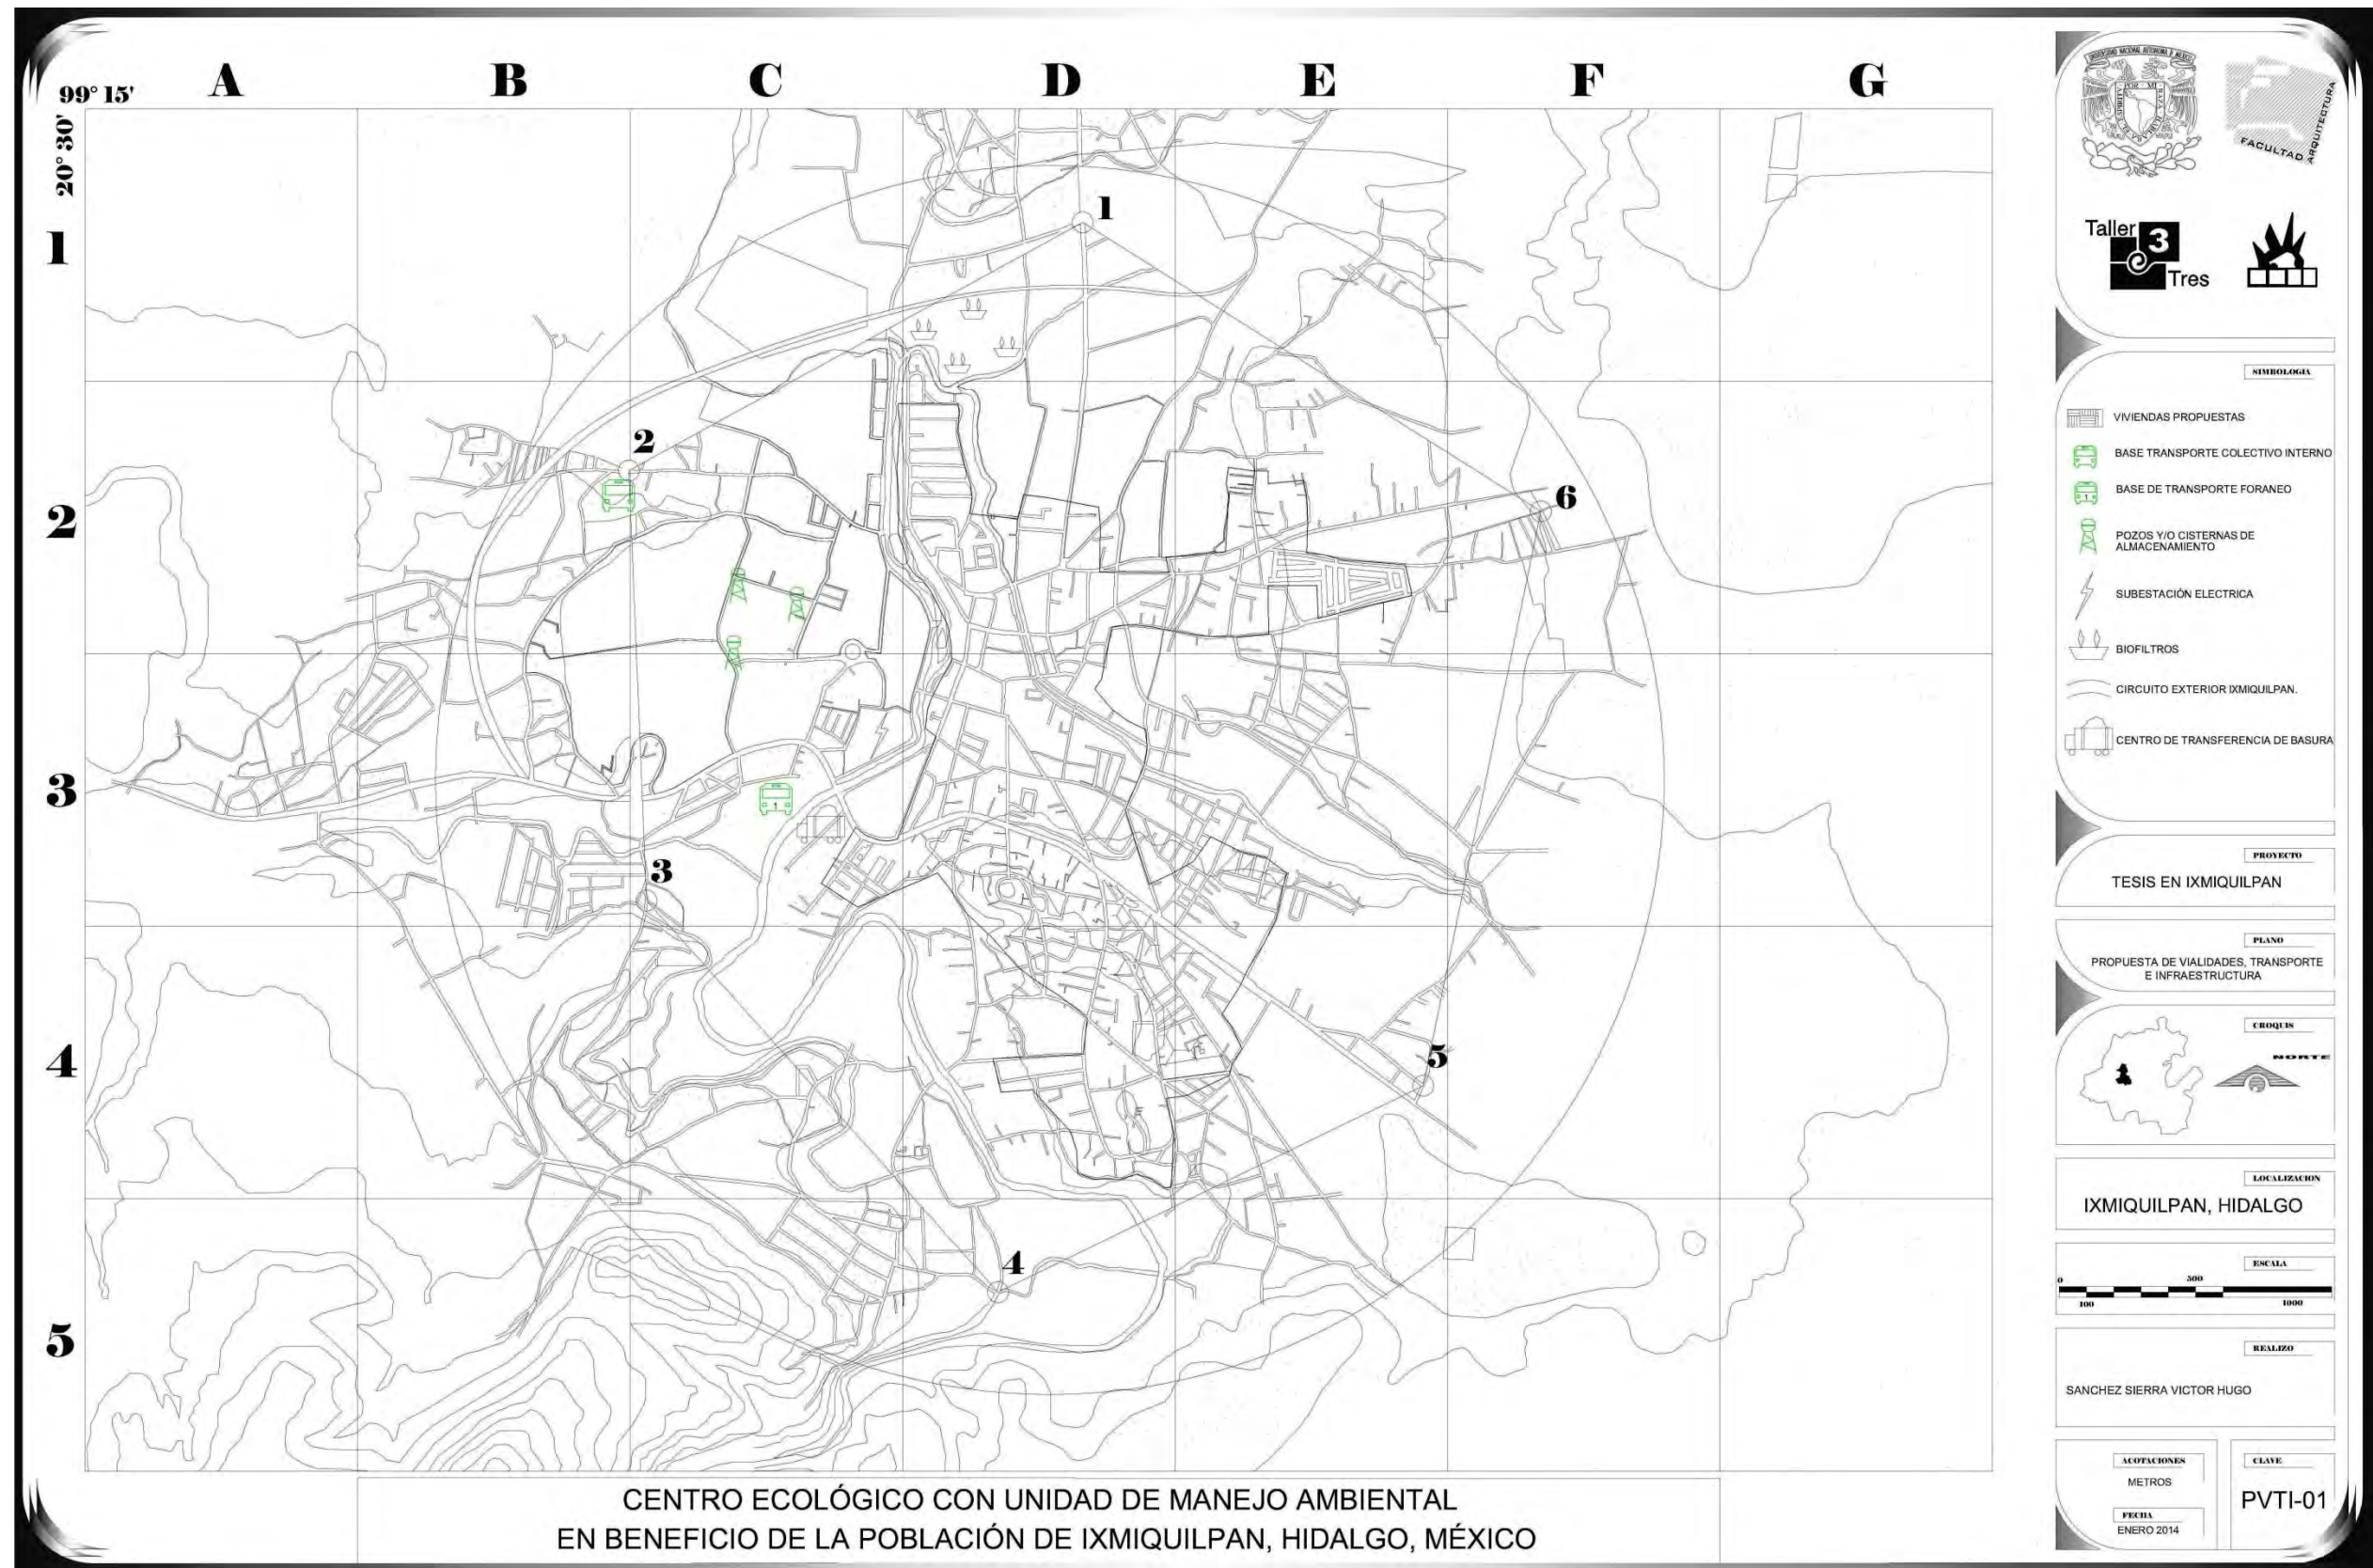 A B C D E F G
99° 15'
20° 30'
1
2
3
4
5
1
2
3
4
5
6
1
CENTRO ECOLÓGICO CON UNIDAD DE MANEJO AMBIENTAL
EN BENEFICIO DE LA POBLACIÓN DE IXMIQUILPAN, HIDALGO, MÉXICO
FACULTAD ARQUITECTURA
Taller 3
Tres
SIMBOLOGIA
VIVIENDAS PROPUESTAS
BASE TRANSPORTE COLECTIVO INTERNO
1
BASE DE TRANSPORTE FORANEO
POZOS Y/O CISTERNAS DE
ALMACENAMIENTO
SUBESTACIÓN ELECTRICA
BIOFILTROS
CIRCUITO EXTERIOR IXMIQUILPAN.
CENTRO DE TRANSFERENCIA DE BASURA
PROYECTO
TESIS EN IXMIQUILPAN
PLANO
PROPUESTA DE VIALIDADES, TRANSPORTE
E INFRAESTRUCTURA
CROQUIS
NORTE
LOCALIZACION
IXMIQUILPAN, HIDALGO
ESCALA
0 500
100 1000
REALIZO
SANCHEZ SIERRA VICTOR HUGO
ACOTACIONES
METROS
FECHA
ENERO 2014
CLAVE
PVTI-01